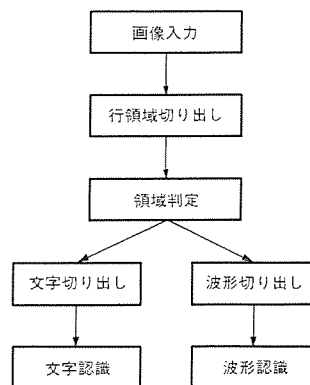 画像入力
行領域切り出し
領域判定
文字切り出し
波形切り出し
文字認識
波形認識